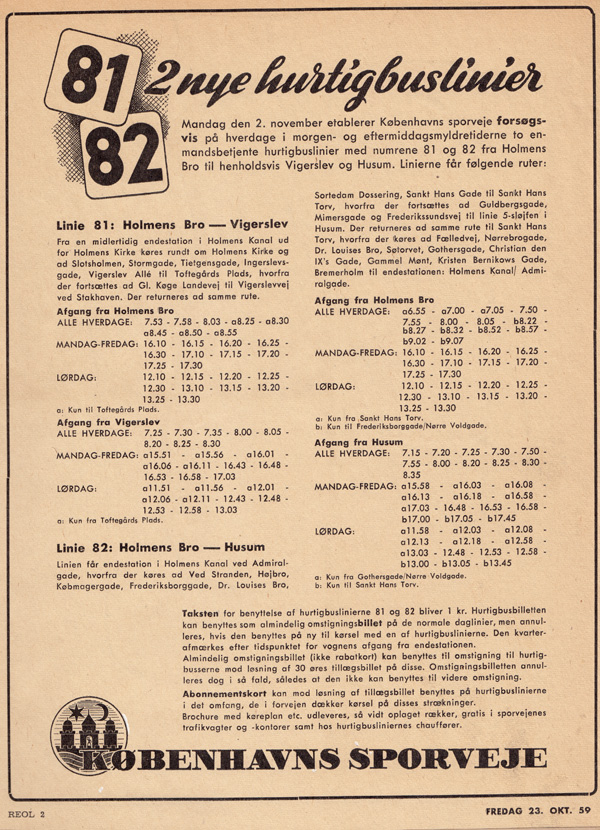 81
82
2 nye hurtigbuslinier
Mandag den 2. november etablerer Københavns sporveje forsøgs-
vis på hverdage i morgen- og eftermiddagsmyldretiderne to en-
mandsbetjente hurtigbuslinier med numrene 81 og 82 fra Holmens
Bro til henholdsvis Vigerslev og Husum. Linierne får følgende ruter:
Linie 81: Holmens Bro — Vigerslev
Fra en midlertidig endestation i Holmens Kanal ud
for Holmens Kirke køres rundt om Holmens Kirke og
ad Slotsholmen, Stormgade, Tietgensgade, Ingerslevs-
gade, Vigerslev Allé til Toftegårds Plads, hvorfra
der fortsættes ad Gl. Køge Landevej til Vigerslevvej
ved Stakhaven. Der returneres ad samme rute.
Afgang fra Holmens Bro
ALLE HVERDAGE: 7.53 - 7.58 - 8.03 - a8.25 - a8.30
a8.45 - a8.50 - a8.55
MANDAG-FREDAG: 16.10 - 16.15 - 16.20 - 16.25 -
16.30 - 17.10 - 17.15 - 17.20 -
17.25 - 17.30
LØRDAG: 12.10 - 12.15 - 12.20 - 12.25 -
12.30 - 13.10 - 13.15 - 13.20 -
13.25 - 13.30
a: Kun til Toftegårds Plads.
Afgang fra Vigerslev
ALLE HVERDAGE: 7.25 - 7.30 - 7.35 - 8.00 - 8.05 -
8.20 - 8.25 - 8.30
MANDAG-FREDAG: a15.51 - a15.56 - a16.01 -
a16.06 - a16.11 - 16.43 - 16.48 -
16.53 - 16.58 - 17.03
LØRDAG: a11.51 - a11.56 - a12.01 -
a12.06 - a12.11 - 12.43 - 12.48 -
12.53 - 12.58 - 13.03
a: Kun fra Toftegårds Plads.
Linie 82: Holmens Bro — Husum
Linien får endestation i Holmens Kanal ved Admiral-
gade, hvorfra der køres ad Ved Stranden, Højbro,
Købmagergade, Frederiksborggade, Dr. Louises Bro,
Sortedam Dossering, Sankt Hans Gade til Sankt Hans
Torv, hvorfra der fortsættes ad Guldbergsgade,
Mimersgade og Frederikssundsvej til linie 5-sløjfen i
Husum. Der returneres ad samme rute til Sankt Hans
Torv, hvorfra der køres ad Fælledvej, Nørrebrogade,
Dr. Louises Bro, Søtorvet, Gothersgade, Christian den
IX's Gade, Gammel Mønt, Kristen Bernikows Gade,
Bremerholm til endestationen: Holmens Kanal/ Admi-
ralgade.
Afgang fra Holmens Bro
ALLE HVERDAGE: a6.55 - a7.00 - a7.05 - 7.50 -
7.55 - 8.00 - 8.05 - b8.22 -
b8.27 - b8.32 - b8.52 - b8.57 -
b9.02 - b9.07
MANDAG-FREDAG: 16.10 - 16.15 - 16.20 - 16.25 -
16.30 - 17.10 - 17.15 - 17.20 -
17.25 - 17.30
LØRDAG: 12.10 - 12.15 - 12.20 - 12.25 -
12.30 - 13.10 - 13.15 - 13.20 -
13.25 - 13.30
a: Kun fra Sankt Hans Torv.
b: Kun til Frederiksborggade/Nørre Voldgade.
Afgang fra Husum
ALLE HVERDAGE: 7.15 - 7.20 - 7.25 - 7.30 - 7.50 -
7.55 - 8.00 - 8.20 - 8.25 - 8.30 -
8.35
MANDAG-FREDAG: a15.58 - a16.03 - a16.08 -
a16.13 - a16.18 - a16.58 -
a17.03 - 16.48 - 16.53 - 16.58 -
b17.00 - b17.05 - b17.45
LØRDAG: a11.58 - a12.03 - a12.08 -
a12.13 - a12.18 - a12.58 -
a13.03 - 12.48 - 12.53 - 12.58 -
b13.00 - b13.05 - b13.45
a: Kun fra Gothersgade/Nørre Voldgade.
b: Kun til Sankt Hans Torv.
Taksten for benyttelse af hurtigbuslinierne 81 og 82 bliver 1 kr. Hurtigbusbilletten
kan benyttes som almindelig omstigningsbillet på de normale daglinier, men annul-
leres, hvis den benyttes på ny til kørsel med en af hurtigbuslinierne. Den kvarter-
afmærkes efter tidspunktet for vognens afgang fra endestationen.
Almindelig omstigningsbillet (ikke rabatkort) kan benyttes til omstigning til hurtig-
busserne mod løsning af 30 øres tillægsbillet på disse. Omstigningsbilletten annul-
leres dog i så fald, således at den ikke kan benyttes til videre omstigning.
Abonnementskort kan mod løsning af tillægsbillet benyttes på hurtigbuslinierne
i det omfang, de i forvejen dækker kørsel på disses strækninger.
Brochure med køreplan etc. udleveres, så vidt oplaget rækker, gratis i sporvejenes
trafikvagter og -kontorer samt hos hurtigbusliniernes chauffører.
KØBENHAVNS SPORVEJE
REOL 2
FREDAG 23. OKT. 59